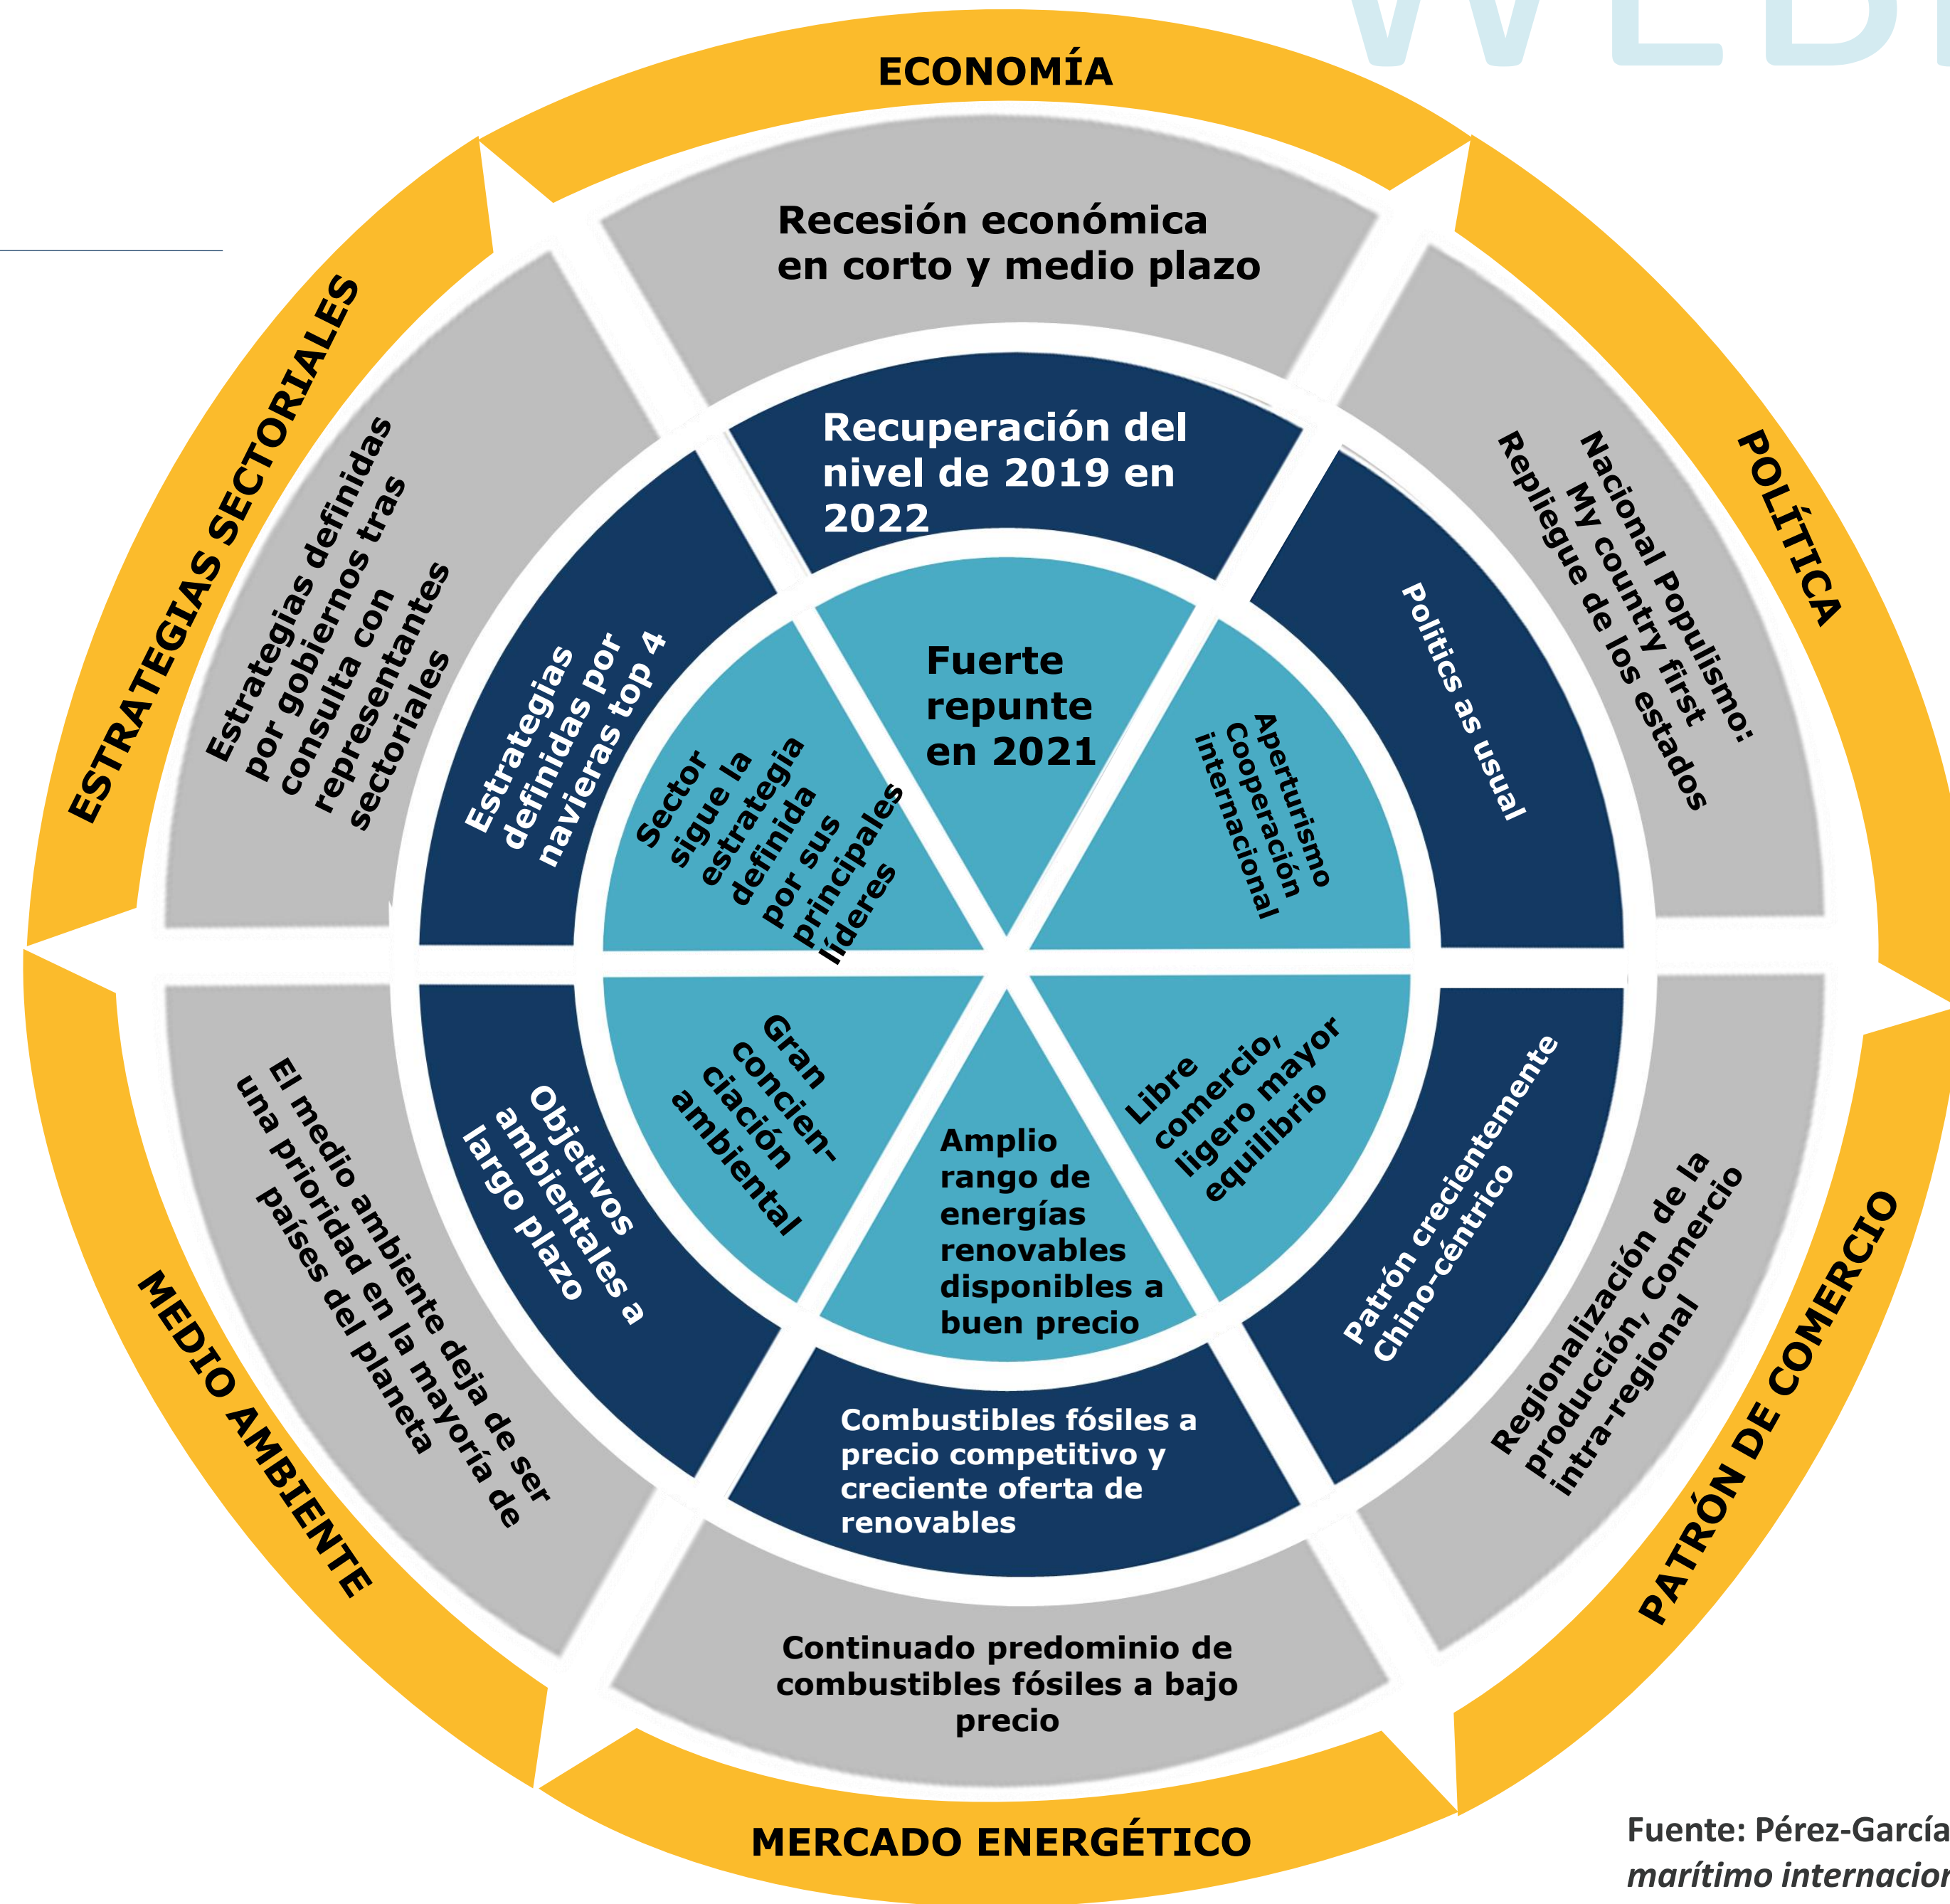 ECONOMÍA
Recesión económica
en corto y medio plazo
Recuperación del
nivel de 2019 en
2022
Fuerte
repunte
en 2021
POLÍTICA
Nacional Populismo:
My country first
Repliegue de los estados
Politics as usual
Aperturismo
Cooperación
internacional
PATRÓN DE COMERCIO
Regionalización de la
producción, Comercio
intra-regional
Patrón crecientemente
Chino-céntrico
Libre
comercio,
ligero mayor
equilibrio
MERCADO ENERGÉTICO
Continuado predominio de
combustibles fósiles a bajo
precio
Combustibles fósiles a
precio competitivo y
creciente oferta de
renovables
Amplio
rango de
energías
renovables
disponibles a
buen precio
MEDIO AMBIENTE
El medio ambiente deja de ser
una prioridad en la mayoría de
países del planeta
Objetivos
ambientales a
largo plazo
Gran
concien-
ciación
ambiental
ESTRATEGIAS SECTORIALES
Estrategias definidas
por gobiernos tras
consulta con
representantes
sectoriales
Estrategias
definidas por
navieras top 4
Sector
sigue la
estrategia
definida
por sus
principales
líderes
Fuente: Pérez-García
marítimo